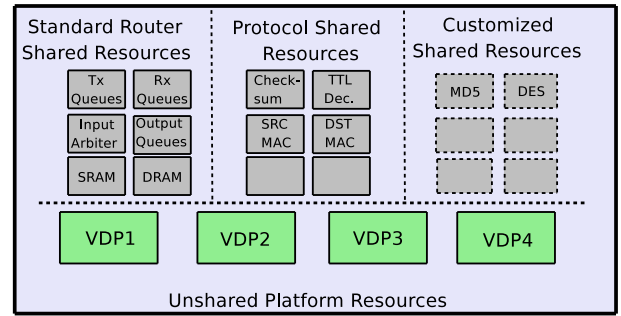 Standard Router
Shared Resources
Tx
Queues
Rx
Queues
Input
Arbiter
Output
Queues
SRAM
DRAM
Protocol Shared
Resources
Check-
sum
TTL
Dec.
SRC
MAC
DST
MAC
Customized
Shared Resources
MD5
DES
VDP1
VDP2
VDP3
VDP4
Unshared Platform Resources